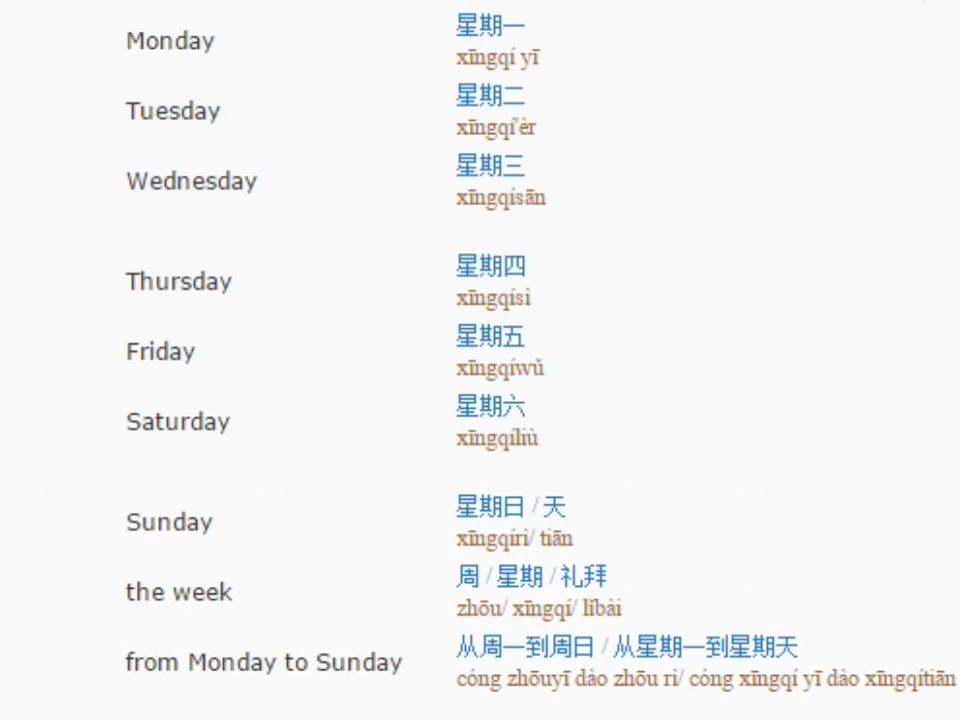 Monday
星期一
xīngqí yī
Tuesday
星期二
xīngqí'èr
Wednesday
星期三
xīngqísān
Thursday
星期四
xīngqísì
Friday
星期五
xīngqíwǔ
Saturday
星期六
xīngqíliù
Sunday
星期日 / 天
xīngqírì/ tiān
the week
周 / 星期 / 礼拜
zhōu/ xīngqí/ lǐbài
from Monday to Sunday
从周一到周日 / 从星期一到星期天
cóng zhōuyī dào zhōu rì/ cóng xīngqí yī dào xīngqítiān